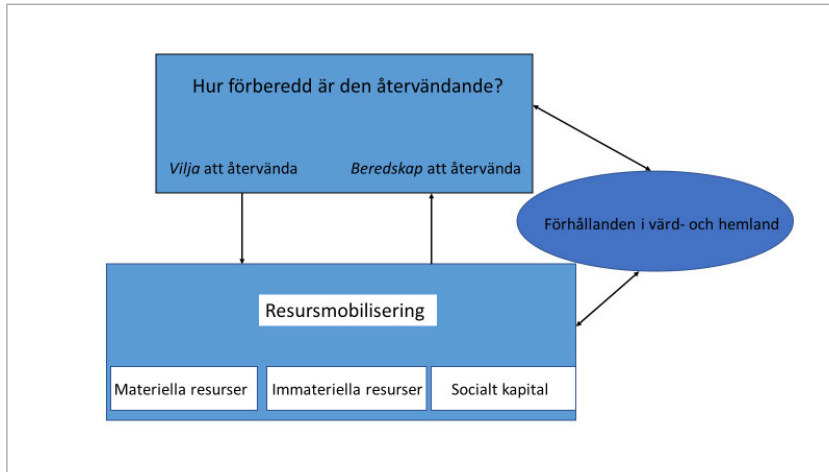 Hur förberedd är den återvändande?
Vilja att återvända
Beredskap att återvända
Förhållanden i värd- och hemland
Resursmobilisering
Materiella resurser
Immateriella resurser
Socialt kapital